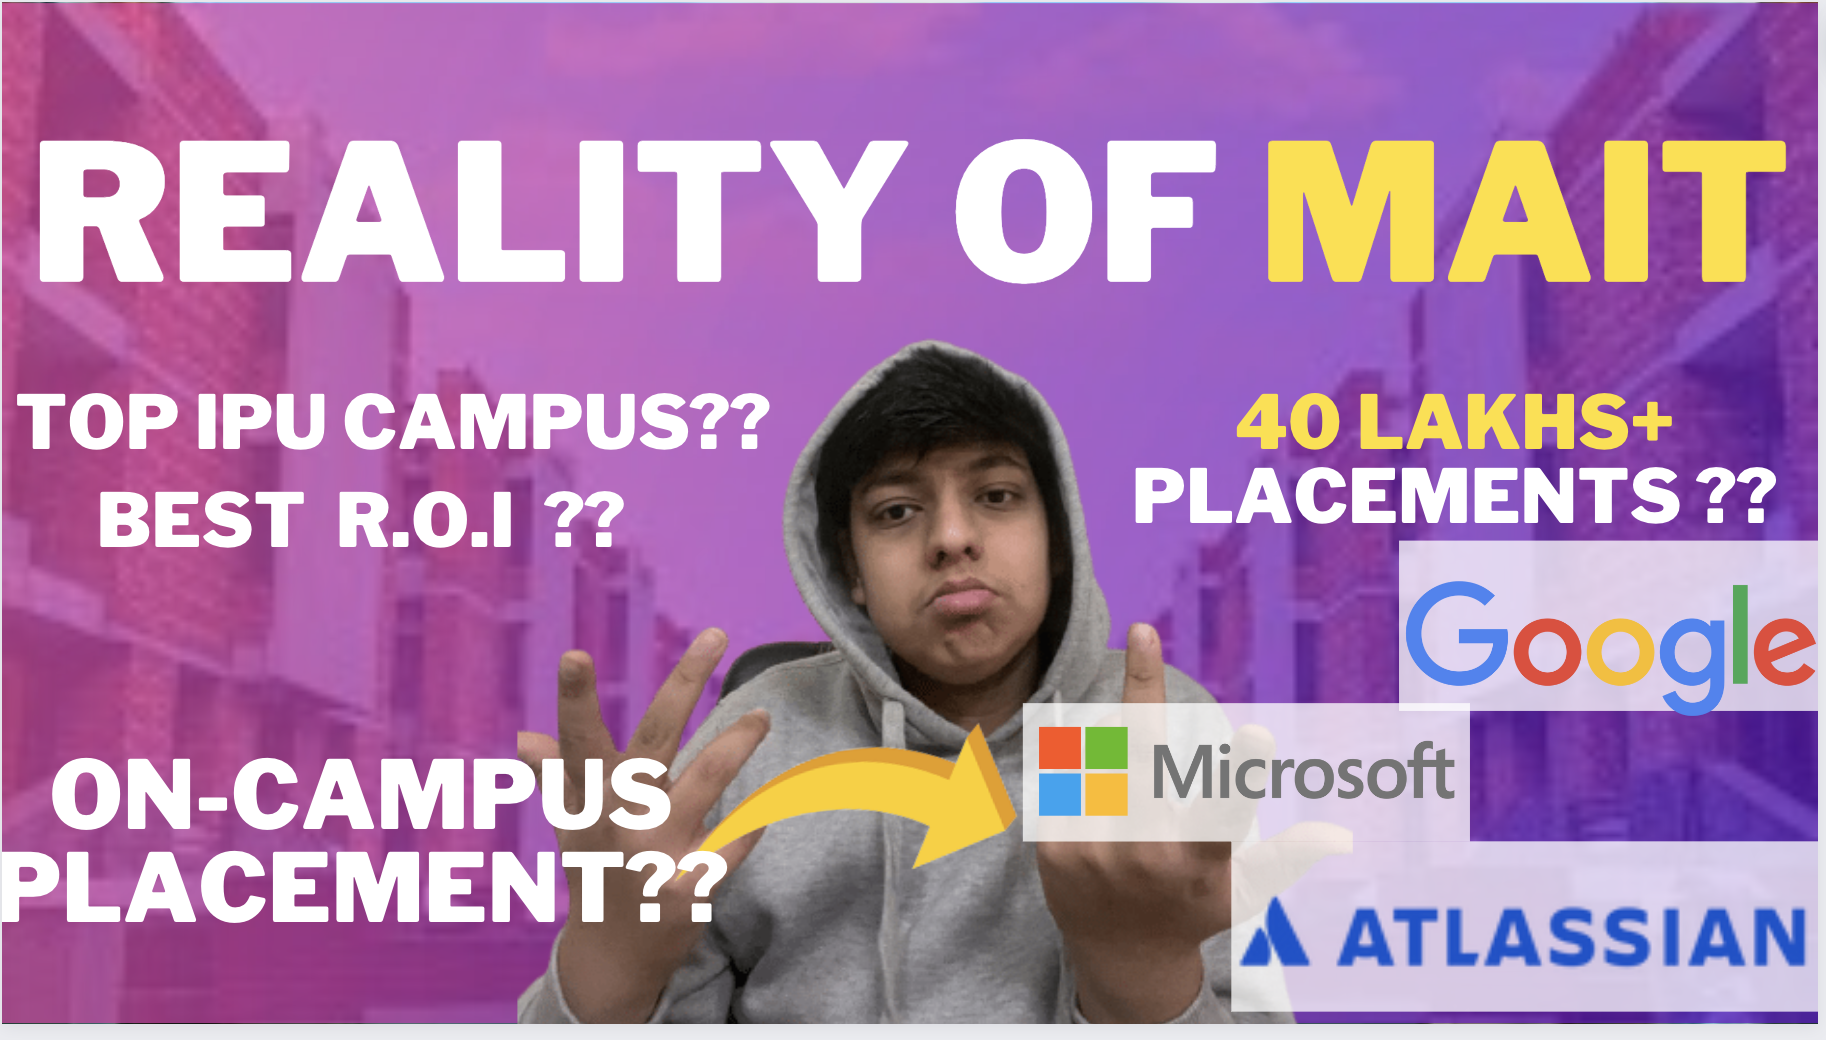 REALITY OF MAIT
TOP IPU CAMPUS??
BEST R.O.I ??
40 LAKHS+
PLACEMENTS ??
Google
Microsoft
ATLASSIAN
ON-CAMPUS
PLACEMENT??